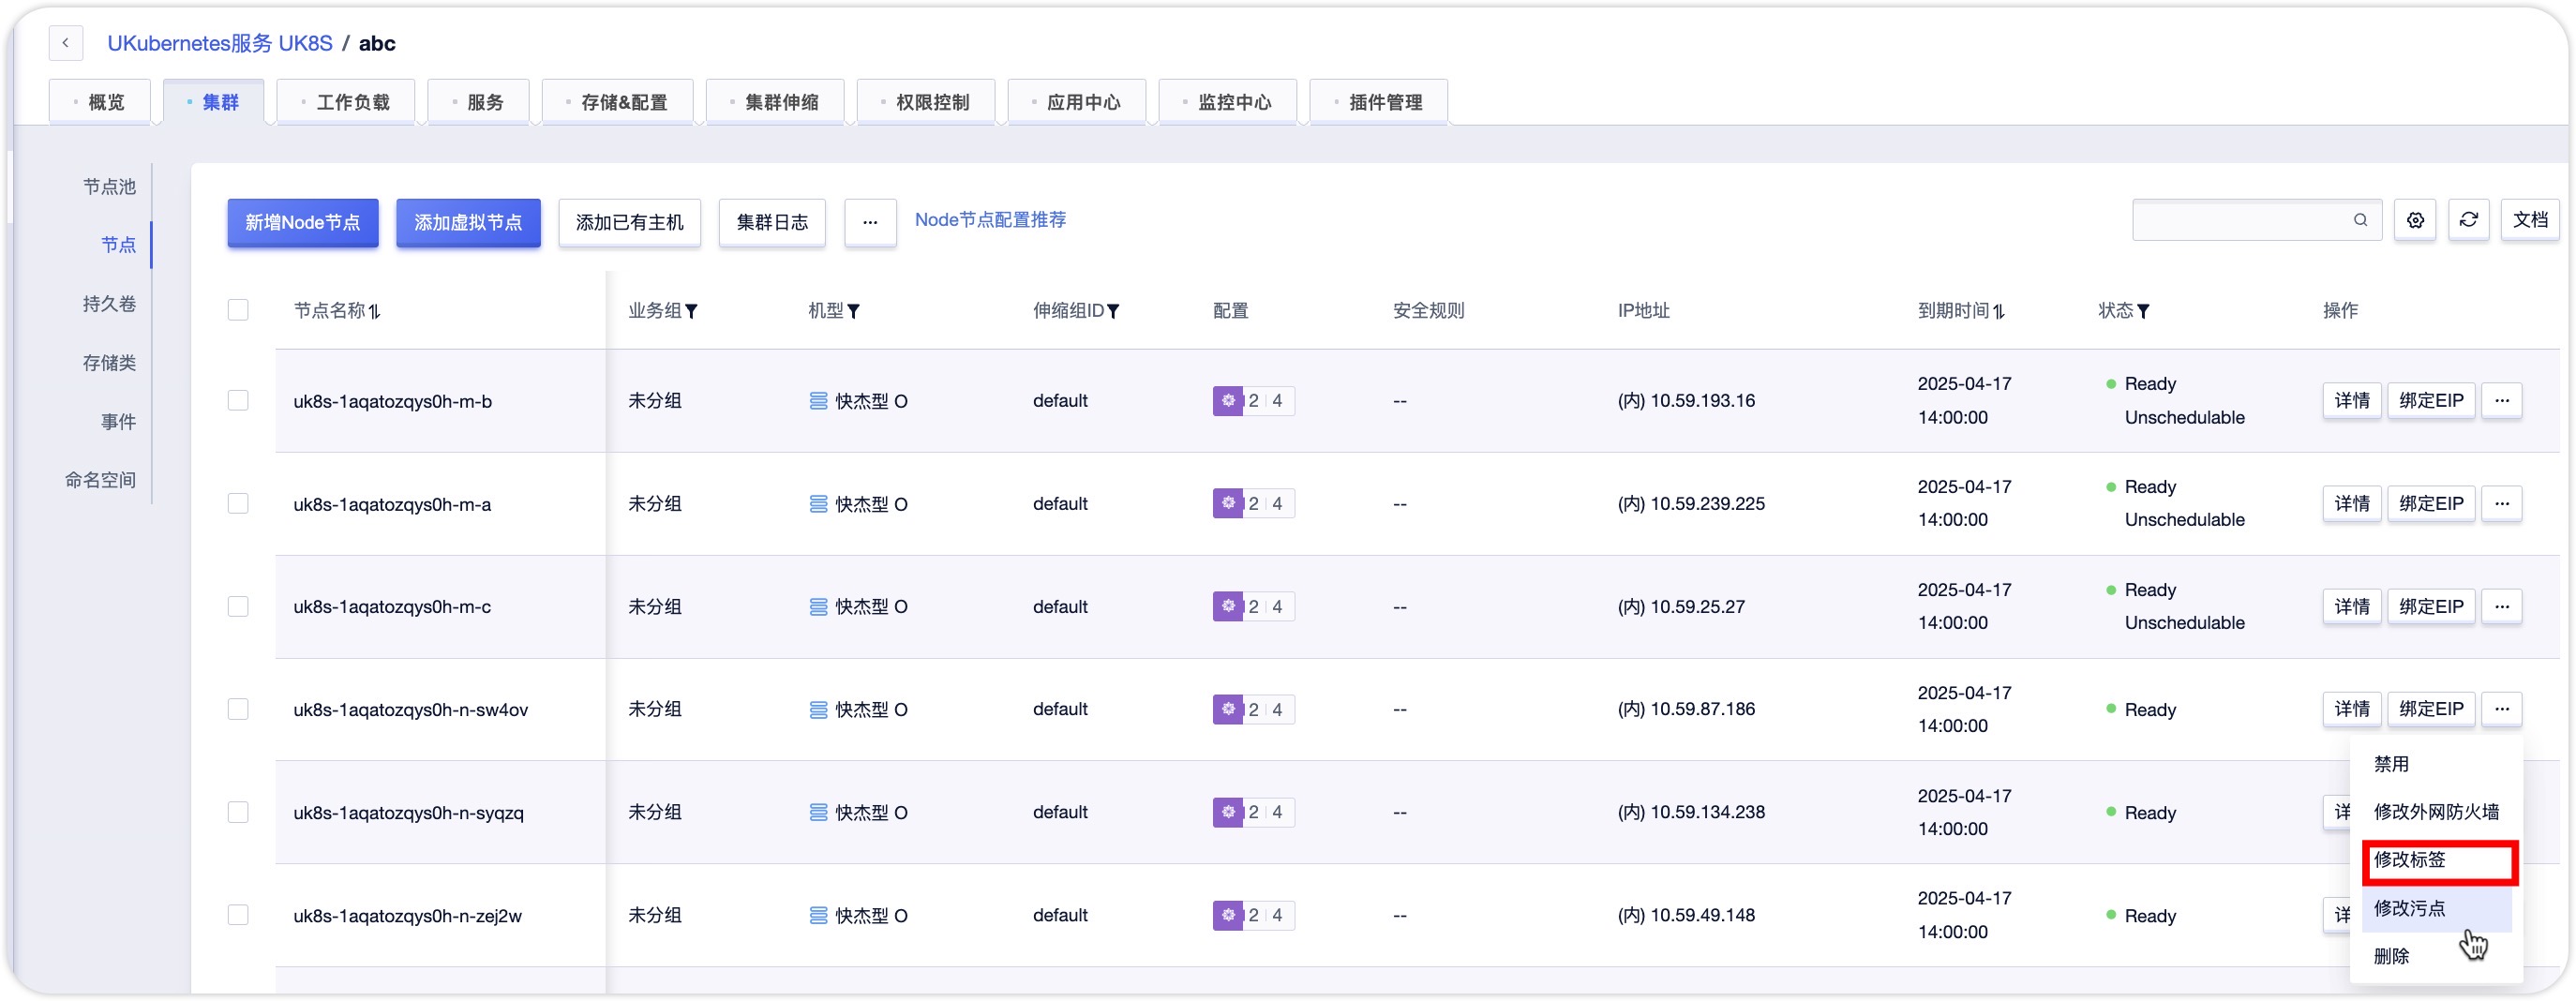 UKubernetes服务 UK8S / abc
概览 集群 工作负载 服务 存储&配置 集群伸缩 权限控制 应用中心 监控中心 插件管理
节点池
节点
持久卷
存储类
事件
命名空间
新增Node节点 添加虚拟节点 添加已有主机 集群日志 ... Node节点配置推荐 文档
节点名称 业务组 机型 伸缩组ID 配置 安全规则 IP地址 到期时间 状态 操作
uk8s-1aqatozqys0h-m-b 未分组 快杰型 O default 2 4 -- (内) 10.59.193.16 2025-04-17 14:00:00 Ready Unschedulable 详情 绑定EIP ...
uk8s-1aqatozqys0h-m-a 未分组 快杰型 O default 2 4 -- (内) 10.59.239.225 2025-04-17 14:00:00 Ready Unschedulable 详情 绑定EIP ...
uk8s-1aqatozqys0h-m-c 未分组 快杰型 O default 2 4 -- (内) 10.59.25.27 2025-04-17 14:00:00 Ready Unschedulable 详情 绑定EIP ...
uk8s-1aqatozqys0h-n-sw4ov 未分组 快杰型 O default 2 4 -- (内) 10.59.87.186 2025-04-17 14:00:00 Ready 详情 绑定EIP ...
uk8s-1aqatozqys0h-n-syqzq 未分组 快杰型 O default 2 4 -- (内) 10.59.134.238 2025-04-17 14:00:00 Ready 详
uk8s-1aqatozqys0h-n-zej2w 未分组 快杰型 O default 2 4 -- (内) 10.59.49.148 2025-04-17 14:00:00 Ready 详
禁用
修改外网防火墙
修改标签
修改污点
删除